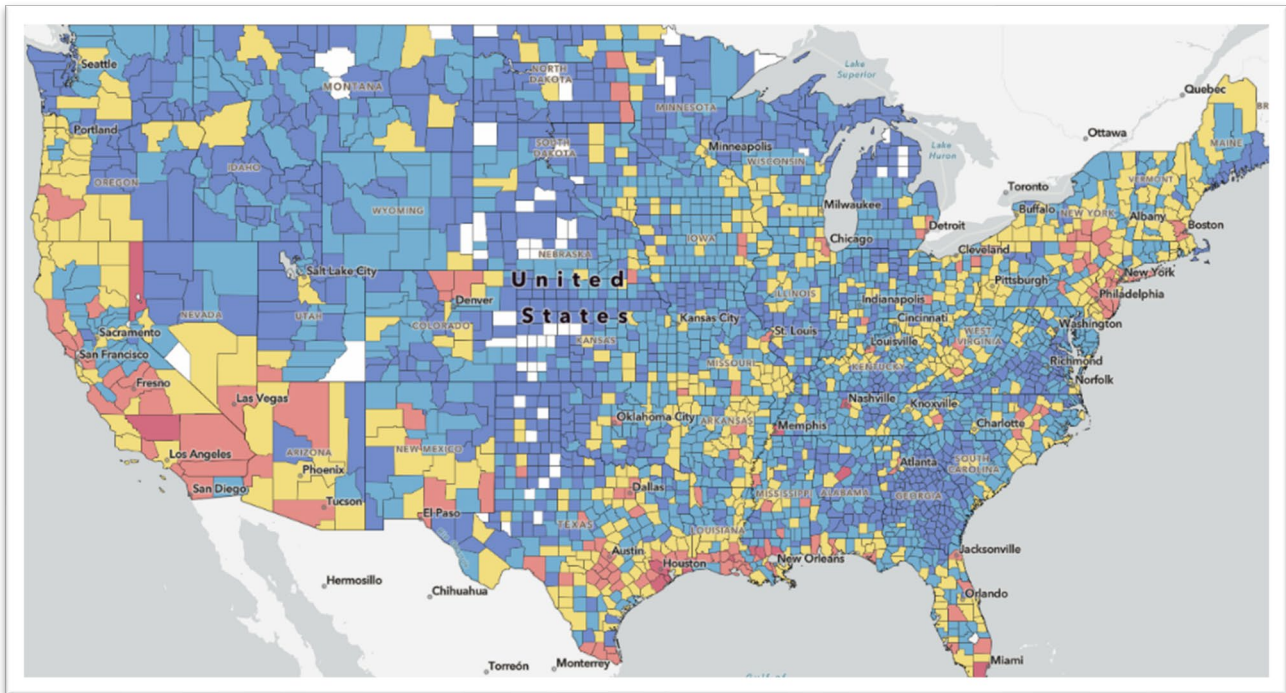 Seattle
Portland
OREGON
IDAHO
MONTANA
NORTH
DAKOTA
SOUTH
DAKOTA
MINNESOTA
Minneapolis
WISCONSIN
Lake
Superior
Lake
Huron
Quebec
Ottawa
Toronto
BR
MAINE
VERMONT
Buffalo
NEW YORK
Albany
Boston
WYOMING
Milwaukee
Detroit
Chicago
IOWA
Cleveland
NEBRASKA
United
States
Salt Lake City
NEVADA
UTAH
Denver
COLORADO
KANSAS
Kansas City
ILLINOIS
Indianapolis
Pittsburgh
New York
Philadelphia
Sacramento
San Francisco
St. Louis
Cincinnati
Louisville
WEST
VIRGINIA
Washington
Richmond
Norfolk
Fresno
Las Vegas
MISSOURI
KENTUCKY
Nashville
Knoxville
Los Angeles
San Diego
ARIZONA
Phoenix
Tucson
NEW MEXICO
Oklahoma City
ARKANSAS
Memphis
Charlotte
El Paso
Dallas
TEXAS
LOUISIANA
MISSISSIPPI
ALABAMA
Atlanta
GEORGIA
SOUTH
CAROLINA
Austin
Houston
New Orleans
Jacksonville
Orlando
Miami
Hermosillo
Chihuahua
Torreón
Monterrey
Gulf of